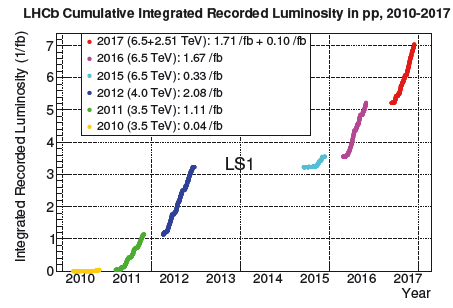 LHCb Cumulative Integrated Recorded Luminosity in pp, 2010-2017
Integrated Recorded Luminosity (1/fb)
7
6
5
4
3
2
1
0
2017 (6.5+2.51 TeV): 1.71 /fb + 0.10 /fb
2016 (6.5 TeV): 1.67 /fb
2015 (6.5 TeV): 0.33 /fb
2012 (4.0 TeV): 2.08 /fb
2011 (3.5 TeV): 1.11 /fb
2010 (3.5 TeV): 0.04 /fb
LS1
2010 2011 2012 2013 2014 2015 2016 2017
Year